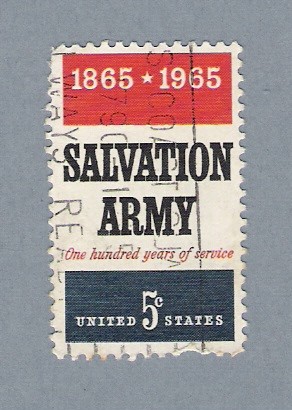 1865 ★ 1965
SALVATION
ARMY
One hundred years of service
UNITED 5c STATES